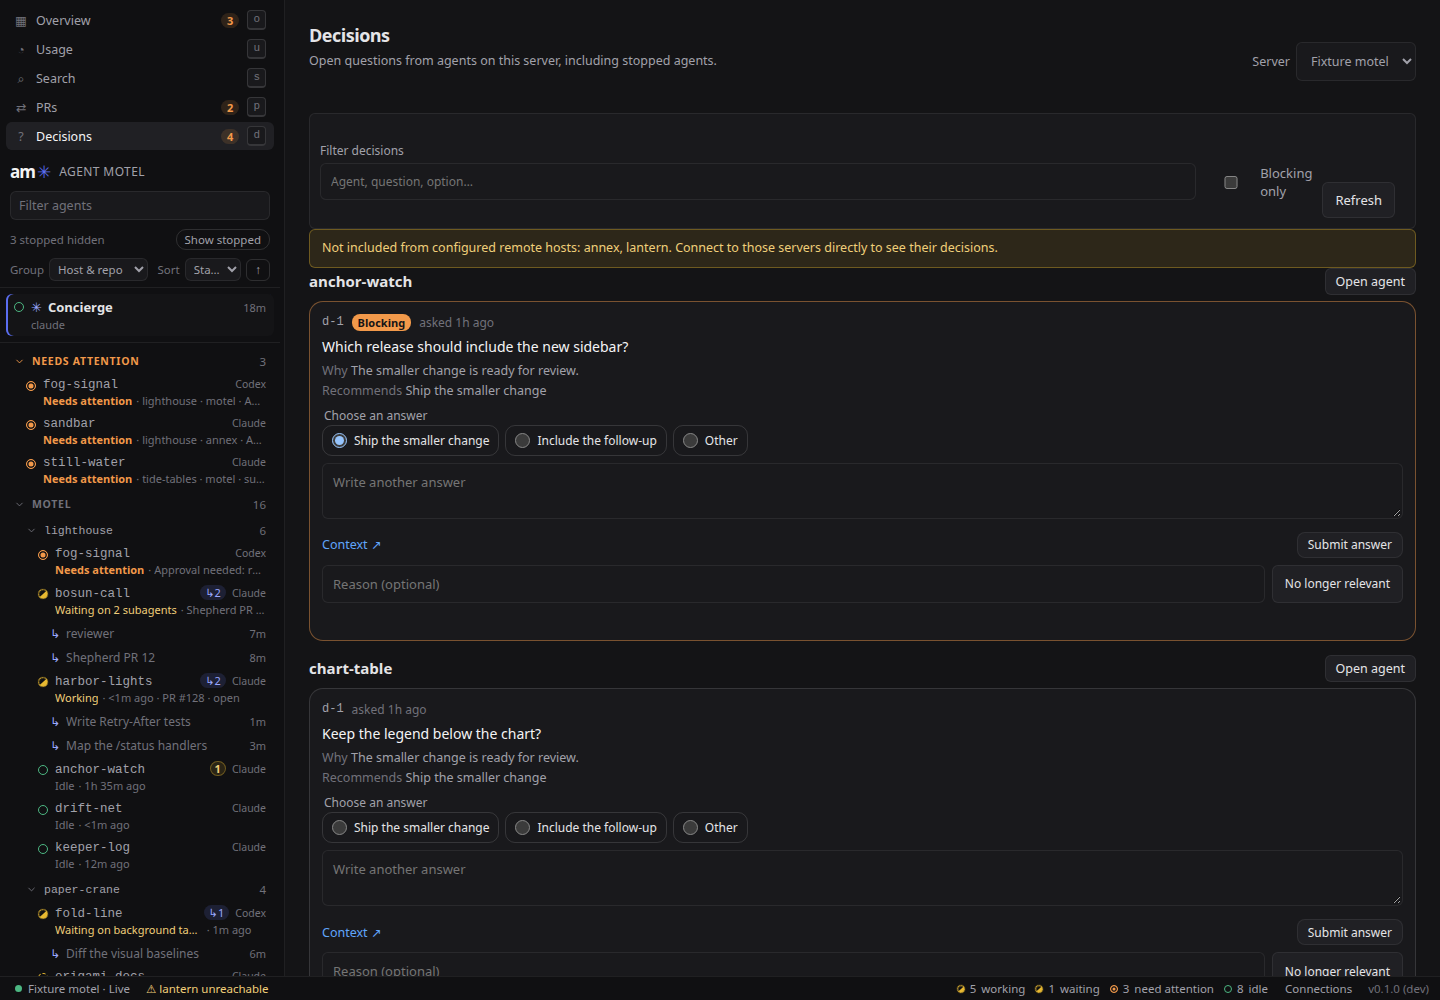 Overview 3 o
Usage u
Search s
PRs 2 p
? Decisions 4 d
am AGENT MOTEL
Filter agents
3 stopped hidden Show stopped
Group Host & repo Sort Sta... ↑
Concierge 18m
claude
NEEDS ATTENTION 3
fog-signal Codex
Needs attention · lighthouse · motel · A...
sandbar Claude
Needs attention · lighthouse · annex · A...
still-water Claude
Needs attention · tide-tables · motel · su...
MOTEL 16
lighthouse 6
fog-signal Codex
Needs attention · Approval needed: r...
bosun-call ↳2 Claude
Waiting on 2 subagents · Shepherd PR ...
↳ reviewer 7m
↳ Shepherd PR 12 8m
harbor-lights ↳2 Claude
Working · <1m ago · PR #128 · open
↳ Write Retry-After tests 1m
↳ Map the /status handlers 3m
anchor-watch 1 Claude
Idle · 1h 35m ago
drift-net Claude
Idle · <1m ago
keeper-log Claude
Idle · 12m ago
paper-crane 4
fold-line ↳1 Codex
Waiting on background ta... · 1m ago
↳ Diff the visual baselines 6m
origami-docs Claude
Decisions
Open questions from agents on this server, including stopped agents.
Server Fixture motel
Filter decisions
Agent, question, option...
Blocking only
Refresh
Not included from configured remote hosts: annex, lantern. Connect to those servers directly to see their decisions.
anchor-watch Open agent
d-1 Blocking asked 1h ago
Which release should include the new sidebar?
Why The smaller change is ready for review.
Recommends Ship the smaller change
Choose an answer
Ship the smaller change Include the follow-up Other
Write another answer
Context ↗ Submit answer
Reason (optional) No longer relevant
chart-table Open agent
d-1 asked 1h ago
Keep the legend below the chart?
Why The smaller change is ready for review.
Recommends Ship the smaller change
Choose an answer
Ship the smaller change Include the follow-up Other
Write another answer
Context ↗ Submit answer
Reason (optional) No longer relevant
Fixture motel · Live ⚠ lantern unreachable 5 working 1 waiting 3 need attention 8 idle Connections v0.1.0 (dev)